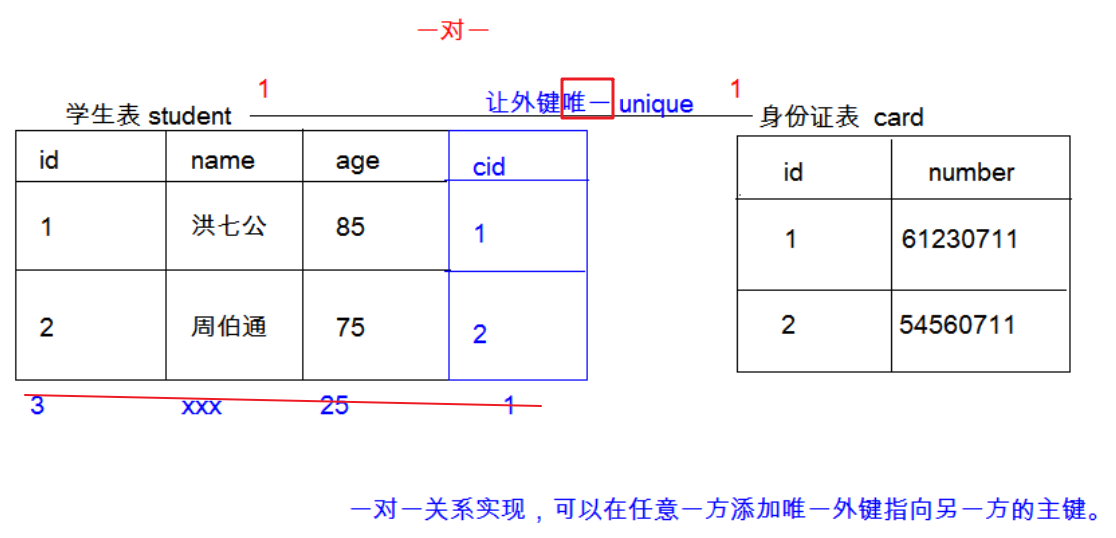 一对一
1 让外键唯一 unique 1
学生表 student 身份证表 card
id name age cid
id number
1 洪七公 85 1
1 61230711
2 周伯通 75 2
2 54560711
3 xxx 25 1
一对一关系实现，可以在任意一方添加唯一外键指向另一方的主键。